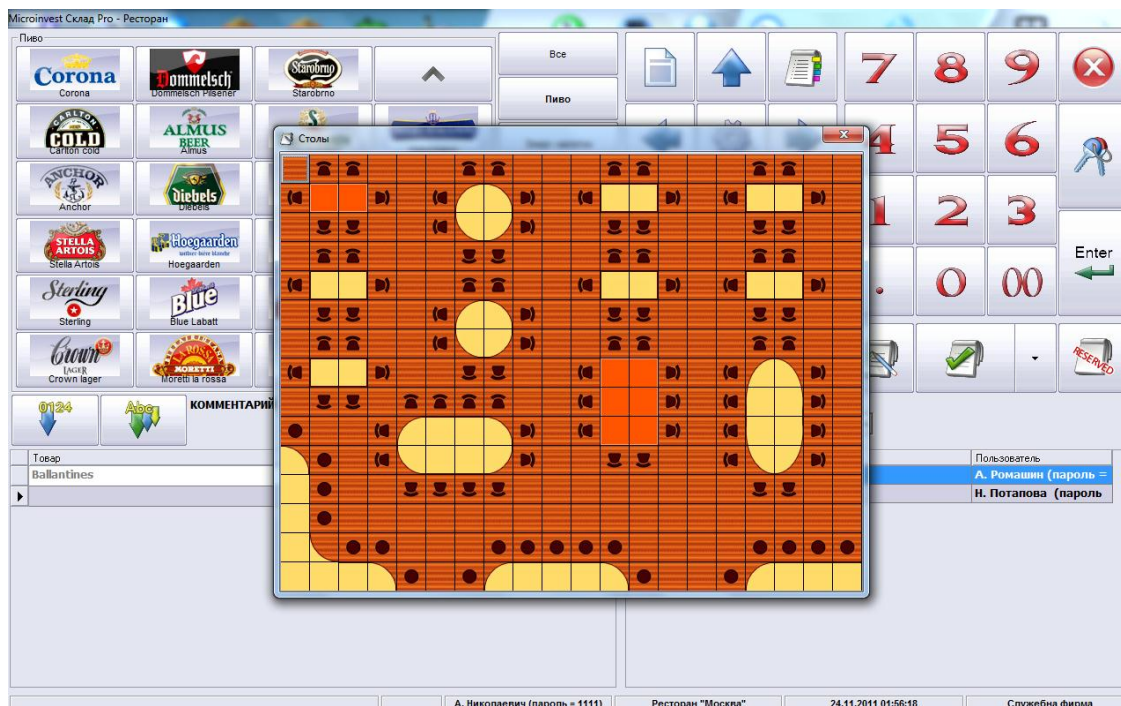 Microinvest Склад Pro - Ресторан
Пиво
Corona
Corona
Dommelsch
Dommelsch Pilsener
Starobrno
Starobrno
Все
Пиво
7
8
9
CARLTON
COLD
Carlton cold
ALMUS
BEER
Almus
Столы
4
5
6
ANCHOR
Anchor
Diebels
Diebels
1
2
3
STELLA
ARTOIS
Stella Artois
Hoegaarden
Hoegaarden
.
0
00
Enter
Sterling
Sterling
Blue
Blue Labatt
Crown
LAGER
Crown lager
LA ROSSA
MORETTI
Moretti la rossa
RESERVED
0124
Abc
КОММЕНТАРИЙ
Товар
Пользователь
Ballantines
А. Ромашин (пароль =
Н. Потапова (пароль
А. Николаевич (пароль = 1111)
Ресторан "Москва"
24.11.2011 01:56:18
Служебна фирма